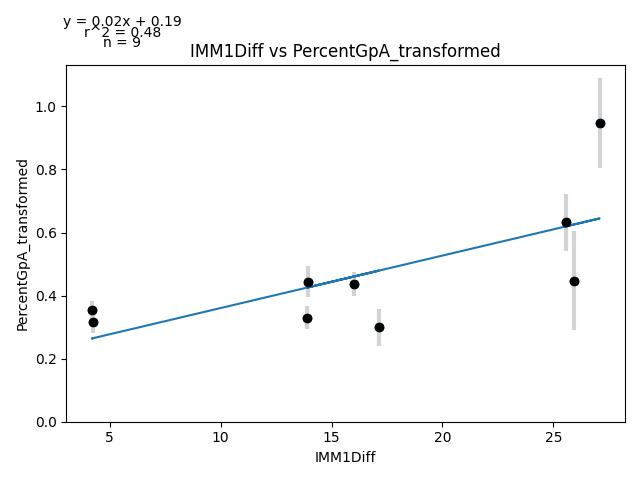 y = 0.02x + 0.19
r^2 = 0.48
n = 9
IMM1Diff vs PercentGpA_transformed
1.0
0.8
0.6
0.4
0.2
0.0
PercentGpA_transformed
5
10
15
20
25
IMM1Diff